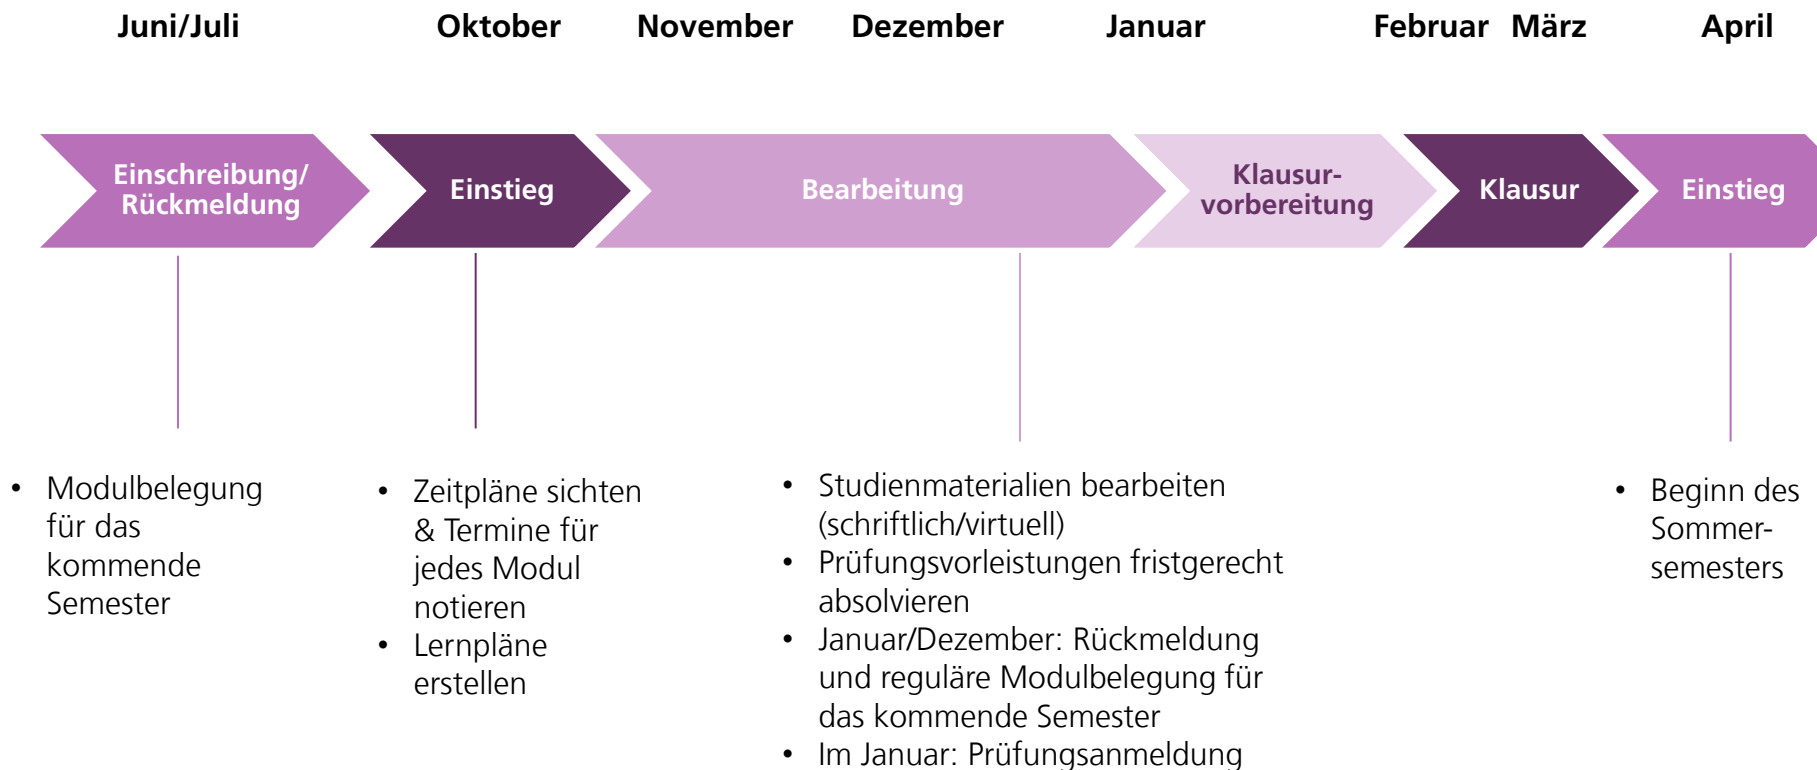 Juni/Juli Oktober November Dezember Januar Februar März April
Einschreibung/
Rückmeldung
Einstieg
Bearbeitung
Klausur-
vorbereitung
Klausur
Einstieg
• Modulbelegung
für das
kommende
Semester
• Zeitpläne sichten
& Termine für
jedes Modul
notieren
• Lernpläne
erstellen
• Studienmaterialien bearbeiten
(schriftlich/virtuell)
• Prüfungsvorleistungen fristgerecht
absolvieren
• Januar/Dezember: Rückmeldung
und reguläre Modulbelegung für
das kommende Semester
• Im Januar: Prüfungsanmeldung
• Beginn des
Sommer-
semesters